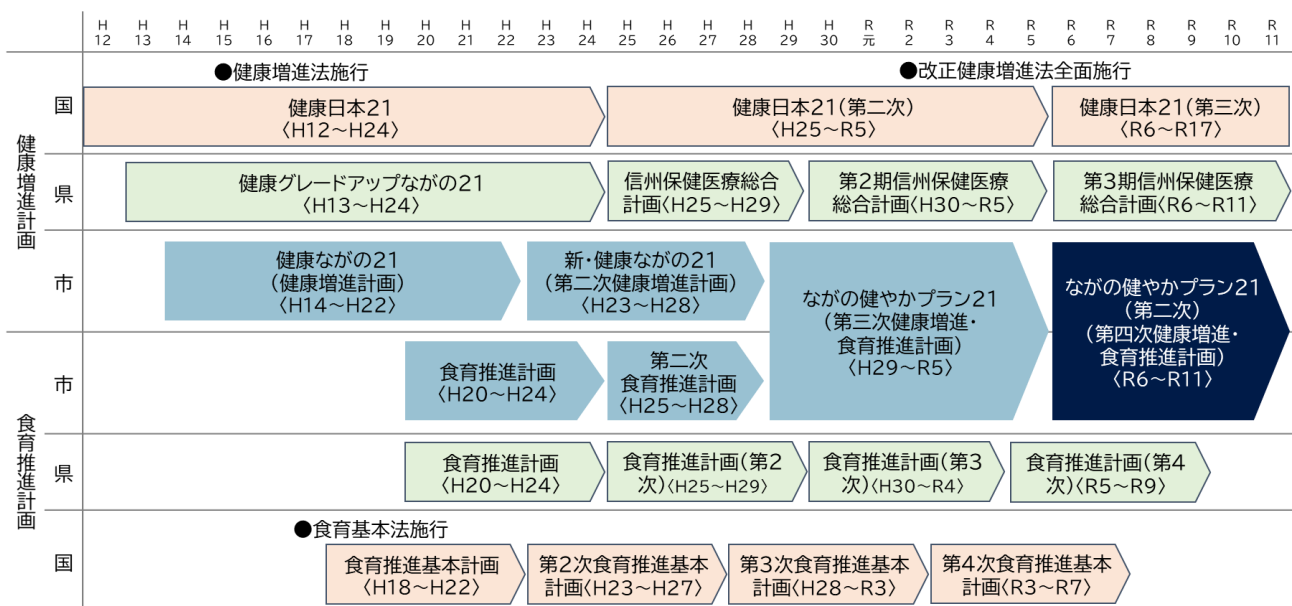 H 12 H 13 H 14 H 15 H 16 H 17 H 18 H 19 H 20 H 21 H 22 H 23 H 24 H 25 H 26 H 27 H 28 H 29 H 30 R 元 R 2 R 3 R 4 R 5 R 6 R 7 R 8 R 9 R 10 R 11
健康増進計画
国
●健康増進法施行
●改正健康増進法全面施行
健康日本21
〈H12～H24〉
健康日本21(第二次)
〈H25～R5〉
健康日本21(第三次)
〈R6～R17〉
県
健康グレードアップながの21
〈H13～H24〉
信州保健医療総合
計画〈H25～H29〉
第2期信州保健医療
総合計画〈H30～R5〉
第3期信州保健医療
総合計画〈R6～R11〉
市
健康ながの21
(健康増進計画)
〈H14～H22〉
新・健康ながの21
(第二次健康増進計画)
〈H23～H28〉
ながの健やかプラン21
(第三次健康増進・
食育推進計画)
〈H29～R5〉
ながの健やかプラン21
(第二次)
(第四次健康増進・
食育推進計画)
〈R6～R11〉
食育推進計画
市
食育推進計画
〈H20～H24〉
第二次
食育推進計画
〈H25～H28〉
県
食育推進計画
〈H20～H24〉
食育推進計画(第2
次)〈H25～H29〉
食育推進計画(第3
次)〈H30～R4〉
食育推進計画(第4
次)〈R5～R9〉
国
●食育基本法施行
食育推進基本計画
〈H18～H22〉
第2次食育推進基本
計画〈H23～H27〉
第3次食育推進基本
計画〈H28～R3〉
第4次食育推進基本
計画〈R3～R7〉